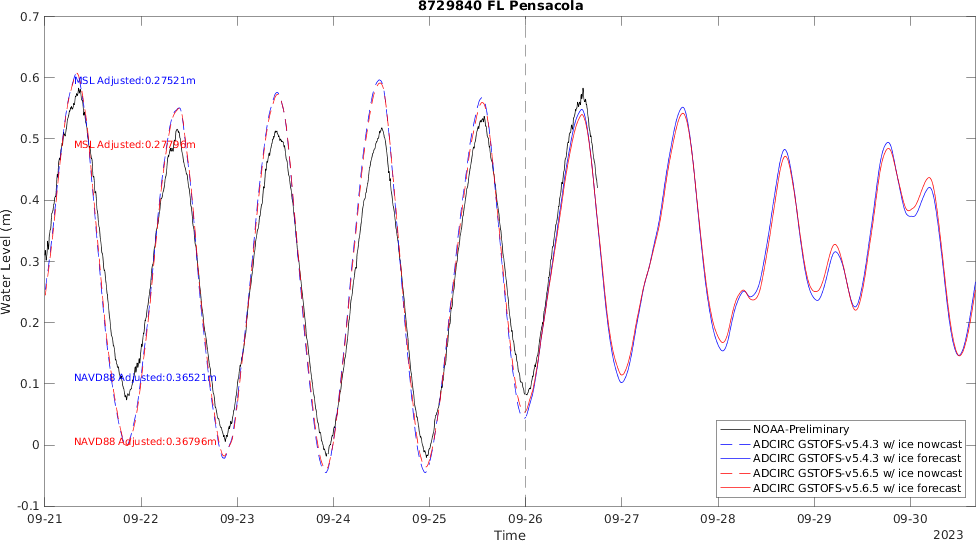 8729840 FL Pensacola
0.7
0.6
0.5
0.4
0.3
0.2
0.1
0
-0.1
Water Level (m)
MSL Adjusted:0.27521m
MSL Adjusted:0.27796m
NAVD88 Adjusted:0.36521m
NAVD88 Adjusted:0.36796m
NOAA-Preliminary
ADCIRC GSTOFS-v5.4.3 w/ ice nowcast
ADCIRC GSTOFS-v5.4.3 w/ ice forecast
ADCIRC GSTOFS-v5.6.5 w/ ice nowcast
ADCIRC GSTOFS-v5.6.5 w/ ice forecast
09-21 09-22 09-23 09-24 09-25 09-26 09-27 09-28 09-29 09-30
Time
2023